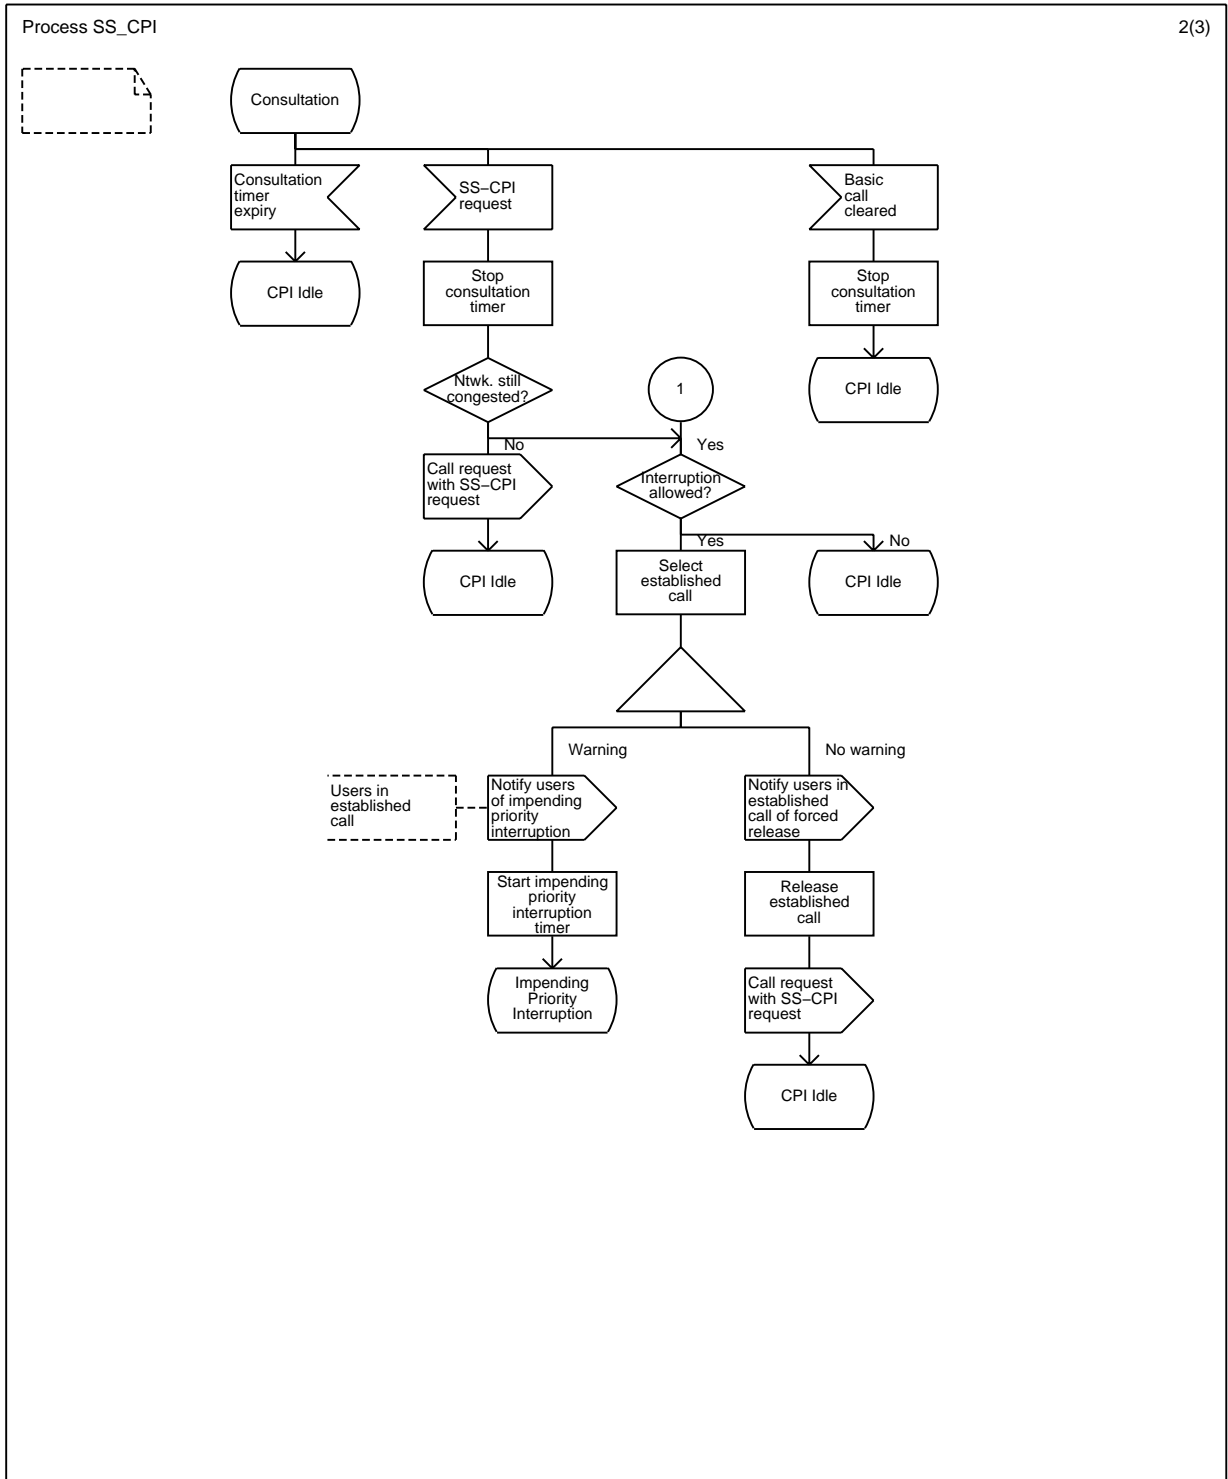 Process SS_CPI
2(3)
Consultation
Consultation
timer
expiry
SS−CPI
request
Basic
call
cleared
CPI Idle
Stop
consultation
timer
Stop
consultation
timer
Ntwk. still
congested?
1
CPI Idle
No
Yes
Call request
with SS−CPI
request
Interruption
allowed?
Yes
No
CPI Idle
Select
established
call
CPI Idle
Warning
No warning
Users in
established
call
Notify users
of impending
priority
interruption
Notify users in
established
call of forced
release
Start impending
priority
interruption
timer
Release
established
call
Impending
Priority
Interruption
Call request
with SS−CPI
request
CPI Idle